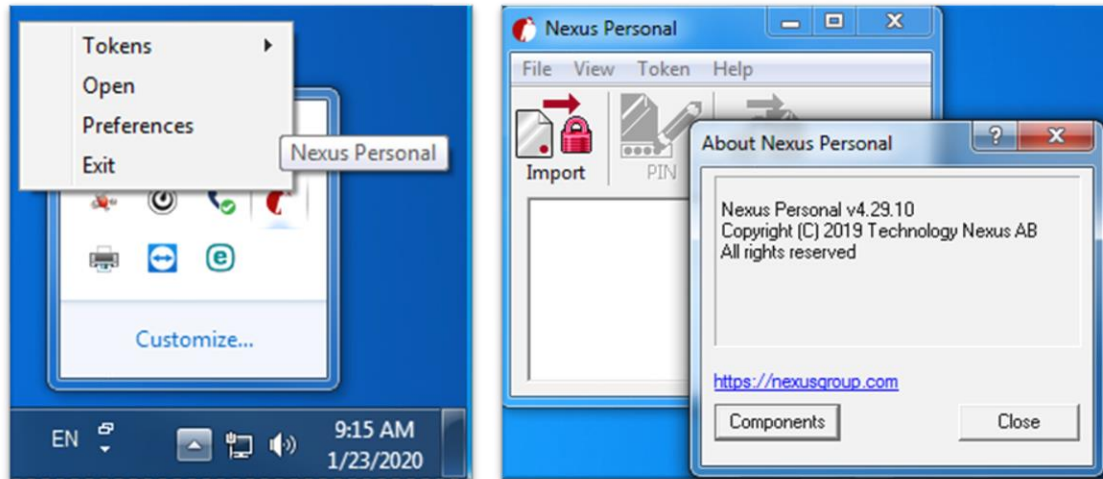 Tokens
Open
Preferences
Exit
Nexus Personal
Customize...
EN
9:15 AM
1/23/2020
Nexus Personal
File View Token Help
Import
PIN
About Nexus Personal
Nexus Personal v4.29.10
Copyright (C) 2019 Technology Nexus AB
All rights reserved
https://nexusgroup.com
Components
Close